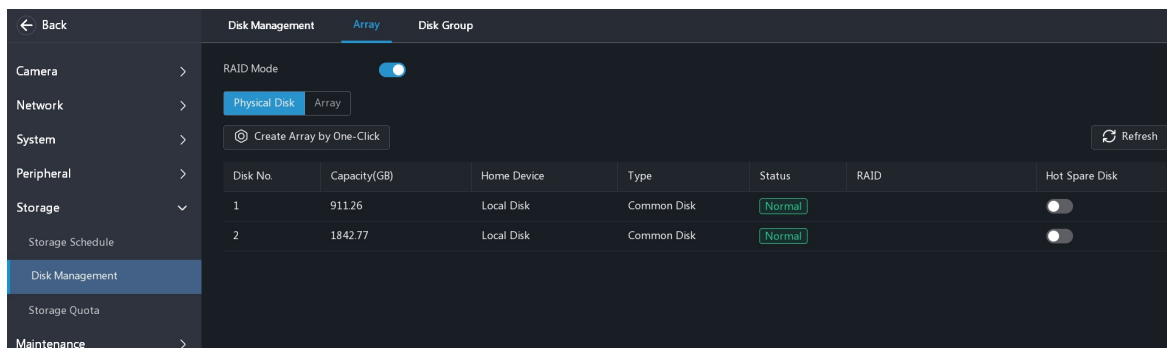 Back
Disk Management Array Disk Group
Camera
RAID Mode
Network
Physical Disk Array
System
Create Array by One-Click Refresh
Peripheral
Disk No. Capacity(GB) Home Device Type Status RAID Hot Spare Disk
Storage
1 911.26 Local Disk Common Disk Normal
Storage Schedule
2 1842.77 Local Disk Common Disk Normal
Disk Management
Storage Quota
Maintenance